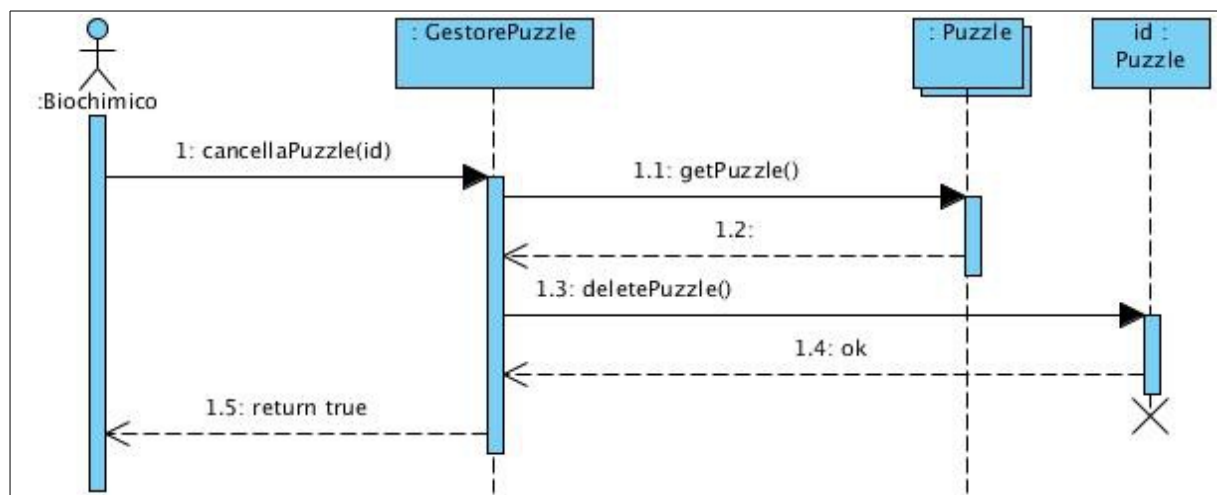 : GestorePuzzle
: Puzzle
id :
Puzzle
:Biochimico
1: cancellaPuzzle(id)
1.1: getPuzzle()
1.2:
1.3: deletePuzzle()
1.4: ok
1.5: return true